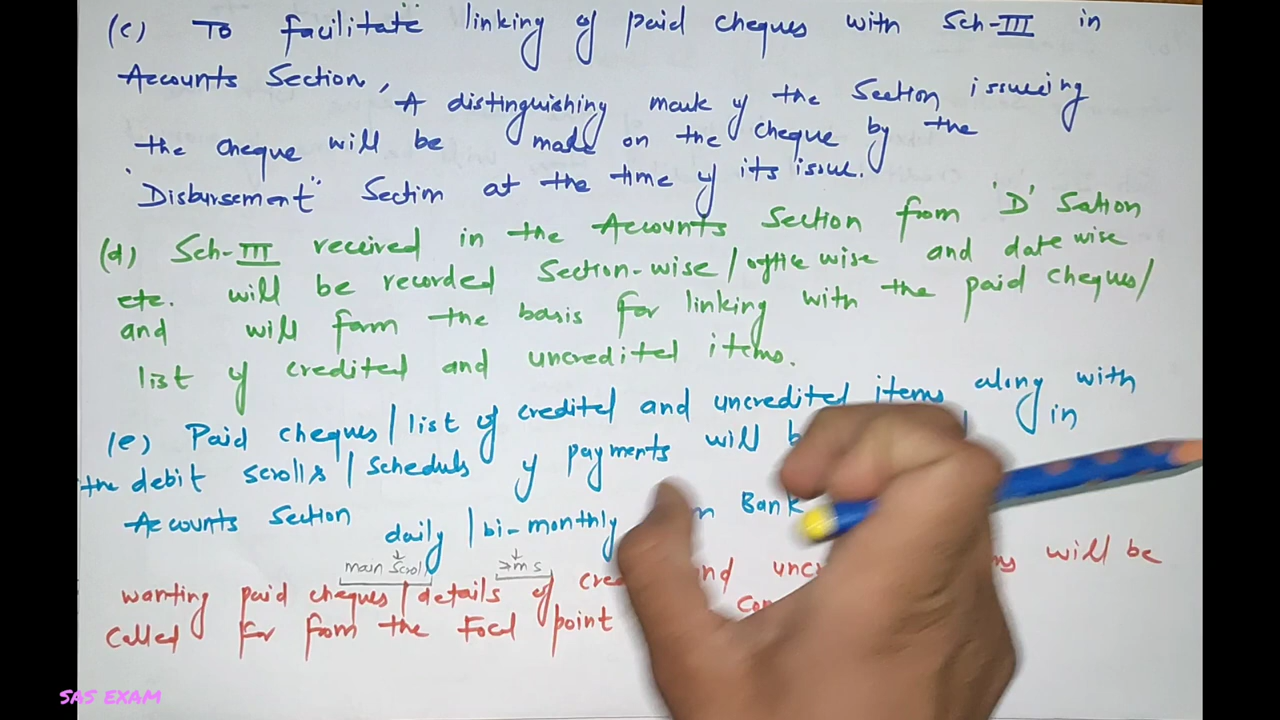 (c) To facilitate linking of paid cheques with Sch-III in
Accounts Section,
A distinguishing mark of the Section issueing
the cheque will be made on the cheque by the
"Disbursement" Section at the time of its issue.
(d) Sch-III received in the Accounts Section from 'D' Section
etc. will be recorded Section-wise/office wise and date wise
and will form the basis for linking with the paid cheques/
list of credited and uncredited items.
(e) Paid cheques/list of credited and uncredited items along with
the debit scrolls/schedules of payments will in
Accounts Section daily/bi-monthly Bank
main scroll
wanting paid cheques/details of and will be
called for from the Focal point
SAS EXAM